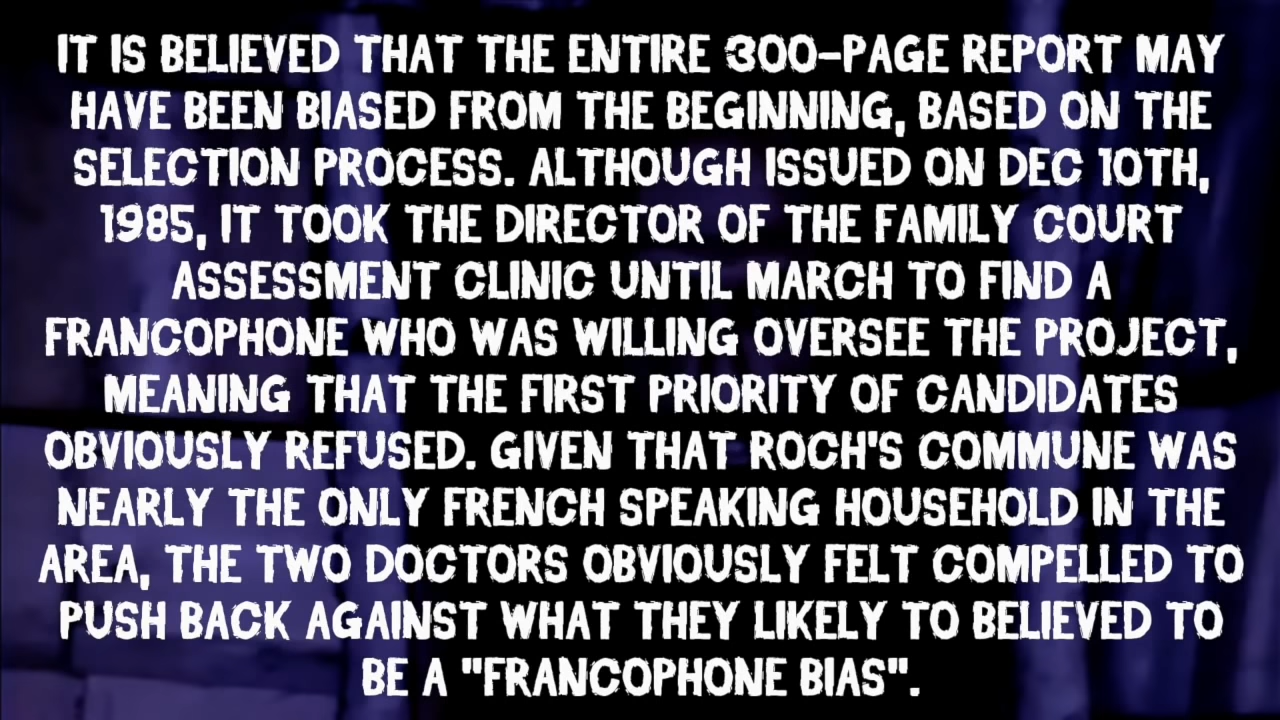 IT IS BELIEVED THAT THE ENTIRE 300-PAGE REPORT MAY
HAVE BEEN BIASED FROM THE BEGINNING, BASED ON THE
SELECTION PROCESS. ALTHOUGH ISSUED ON DEC 10TH,
1985, IT TOOK THE DIRECTOR OF THE FAMILY COURT
ASSESSMENT CLINIC UNTIL MARCH TO FIND A
FRANCOPHONE WHO WAS WILLING OVERSEE THE PROJECT,
MEANING THAT THE FIRST PRIORITY OF CANDIDATES
OBVIOUSLY REFUSED. GIVEN THAT ROCH'S COMMUNE WAS
NEARLY THE ONLY FRENCH SPEAKING HOUSEHOLD IN THE
AREA, THE TWO DOCTORS OBVIOUSLY FELT COMPELLED TO
PUSH BACK AGAINST WHAT THEY LIKELY TO BELIEVED TO
BE A "FRANCOPHONE BIAS".